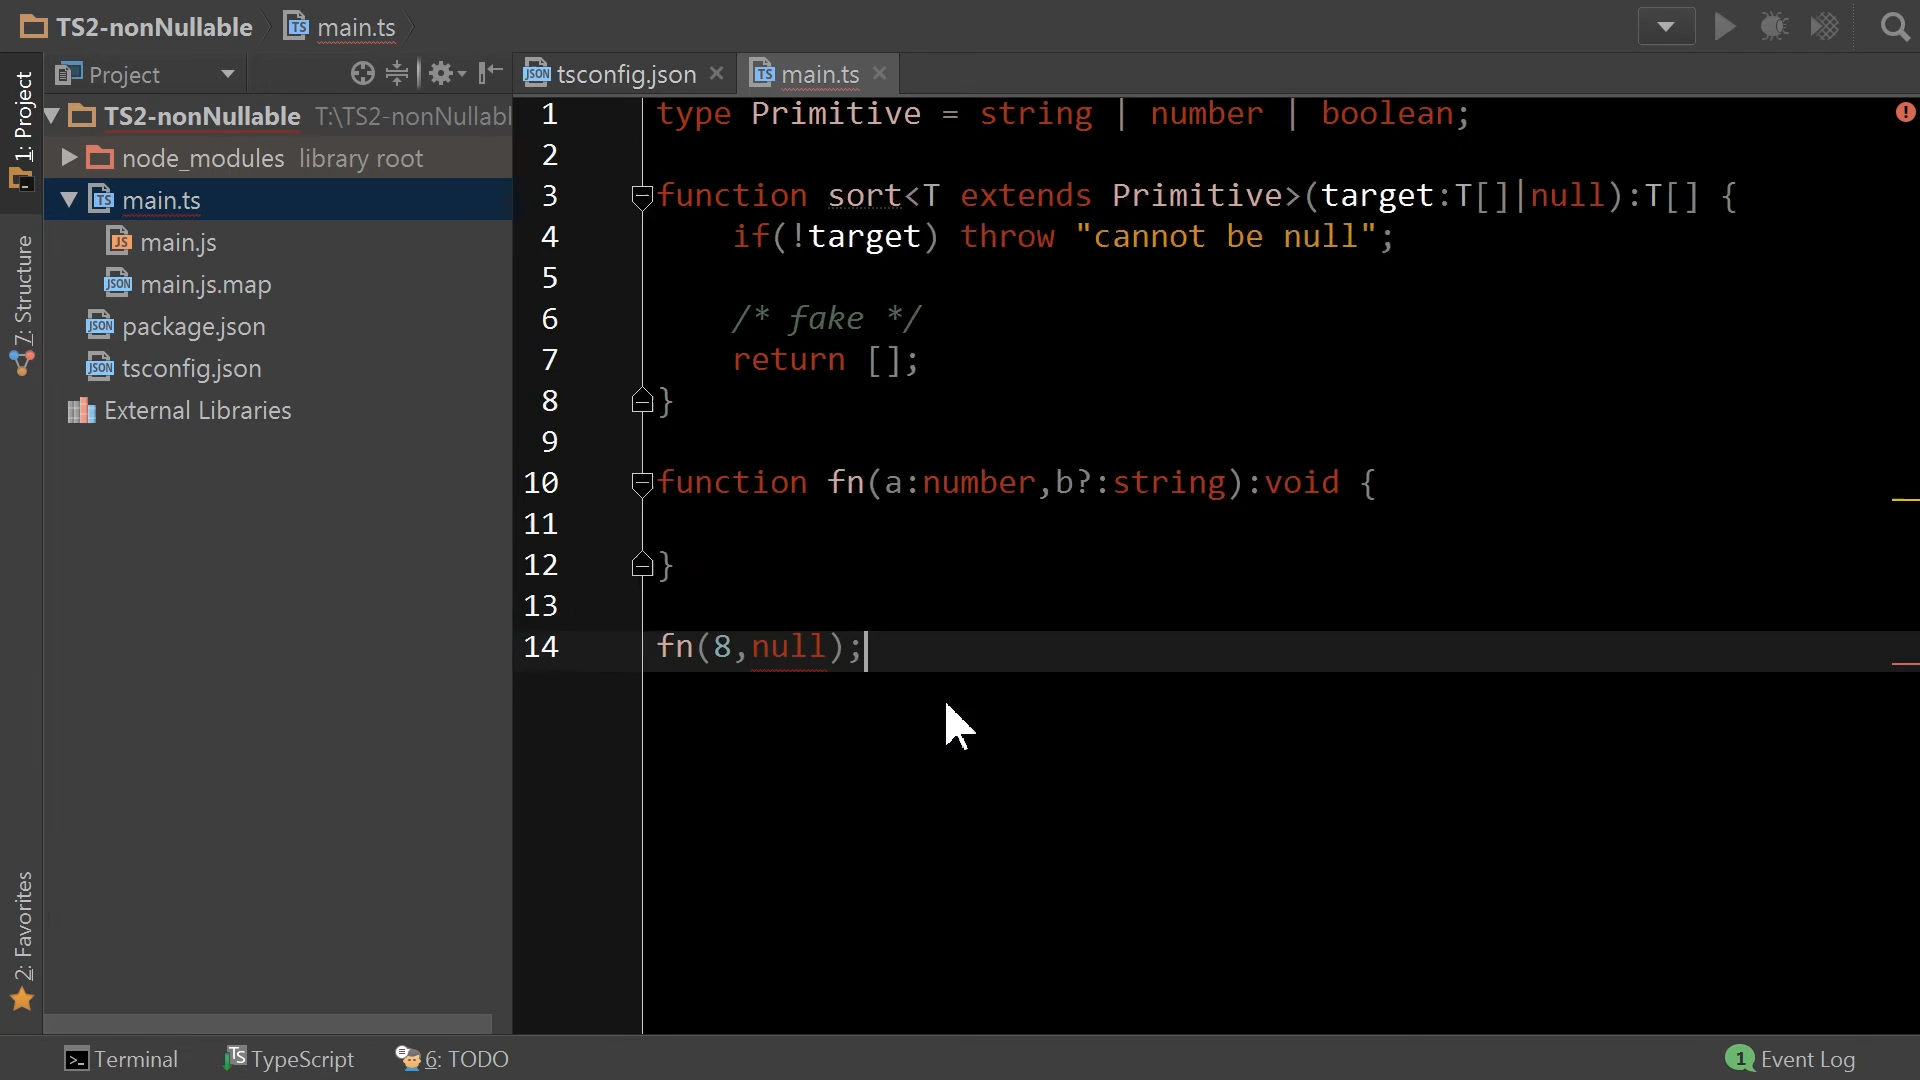 TS2-nonNullable main.ts
1: Project
7: Structure
2: Favorites
Project
TS2-nonNullable T:\TS2-nonNullabl
node_modules library root
main.ts
main.js
main.js.map
package.json
tsconfig.json
External Libraries
tsconfig.json main.ts
1 type Primitive = string | number | boolean;
2
3 function sort<T extends Primitive>(target:T[]|null):T[] {
4 if(!target) throw "cannot be null";
5
6 /* fake */
7 return [];
8 }
9
10 function fn(a:number,b?:string):void {
11
12 }
13
14 fn(8,null);
Terminal TypeScript 6: TODO 1 Event Log